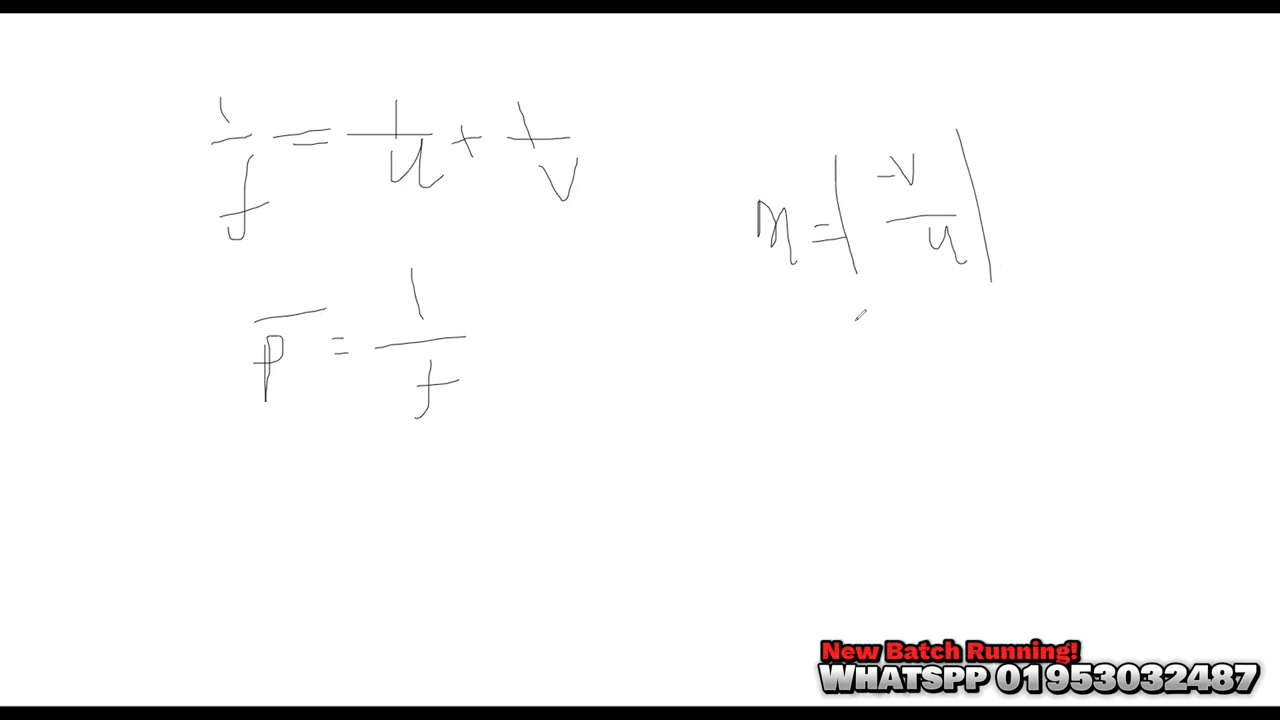 1/f = 1/u + 1/v
m = |-v/u|
p = 1/f
New Batch Running!
WHATSPP 01953032487